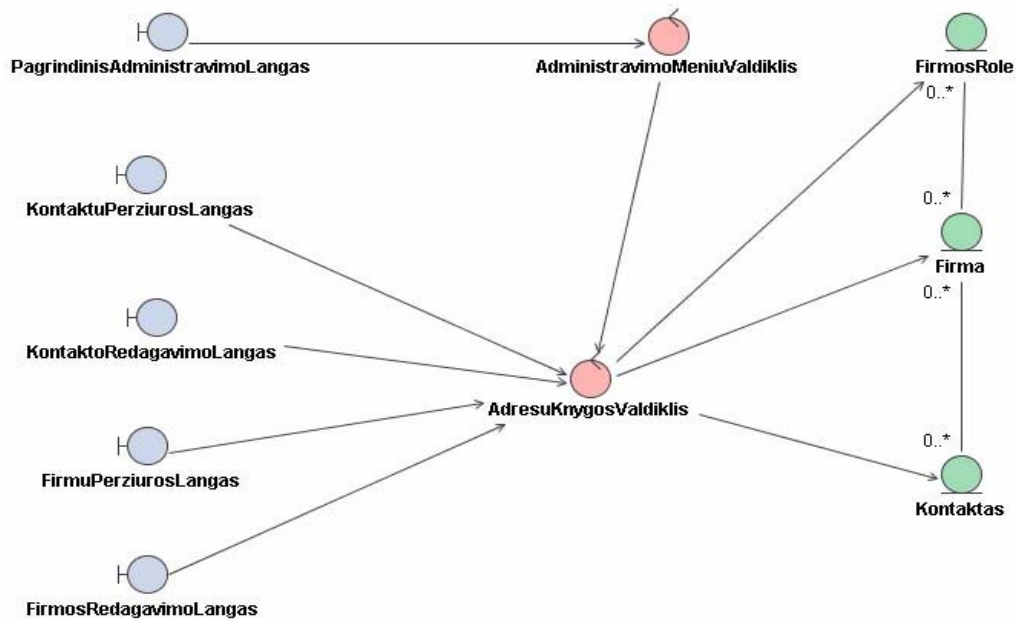 PagrindinisAdministravimoLangas
AdministravimoMeniuValdiklis
FirmosRole
0..*
KontaktuPerziurosLangas
0..*
Firma
0..*
KontaktoRedagavimoLangas
AdresuKnygosValdiklis
0..*
FirmuPerziurosLangas
Kontaktas
FirmosRedagavimoLangas